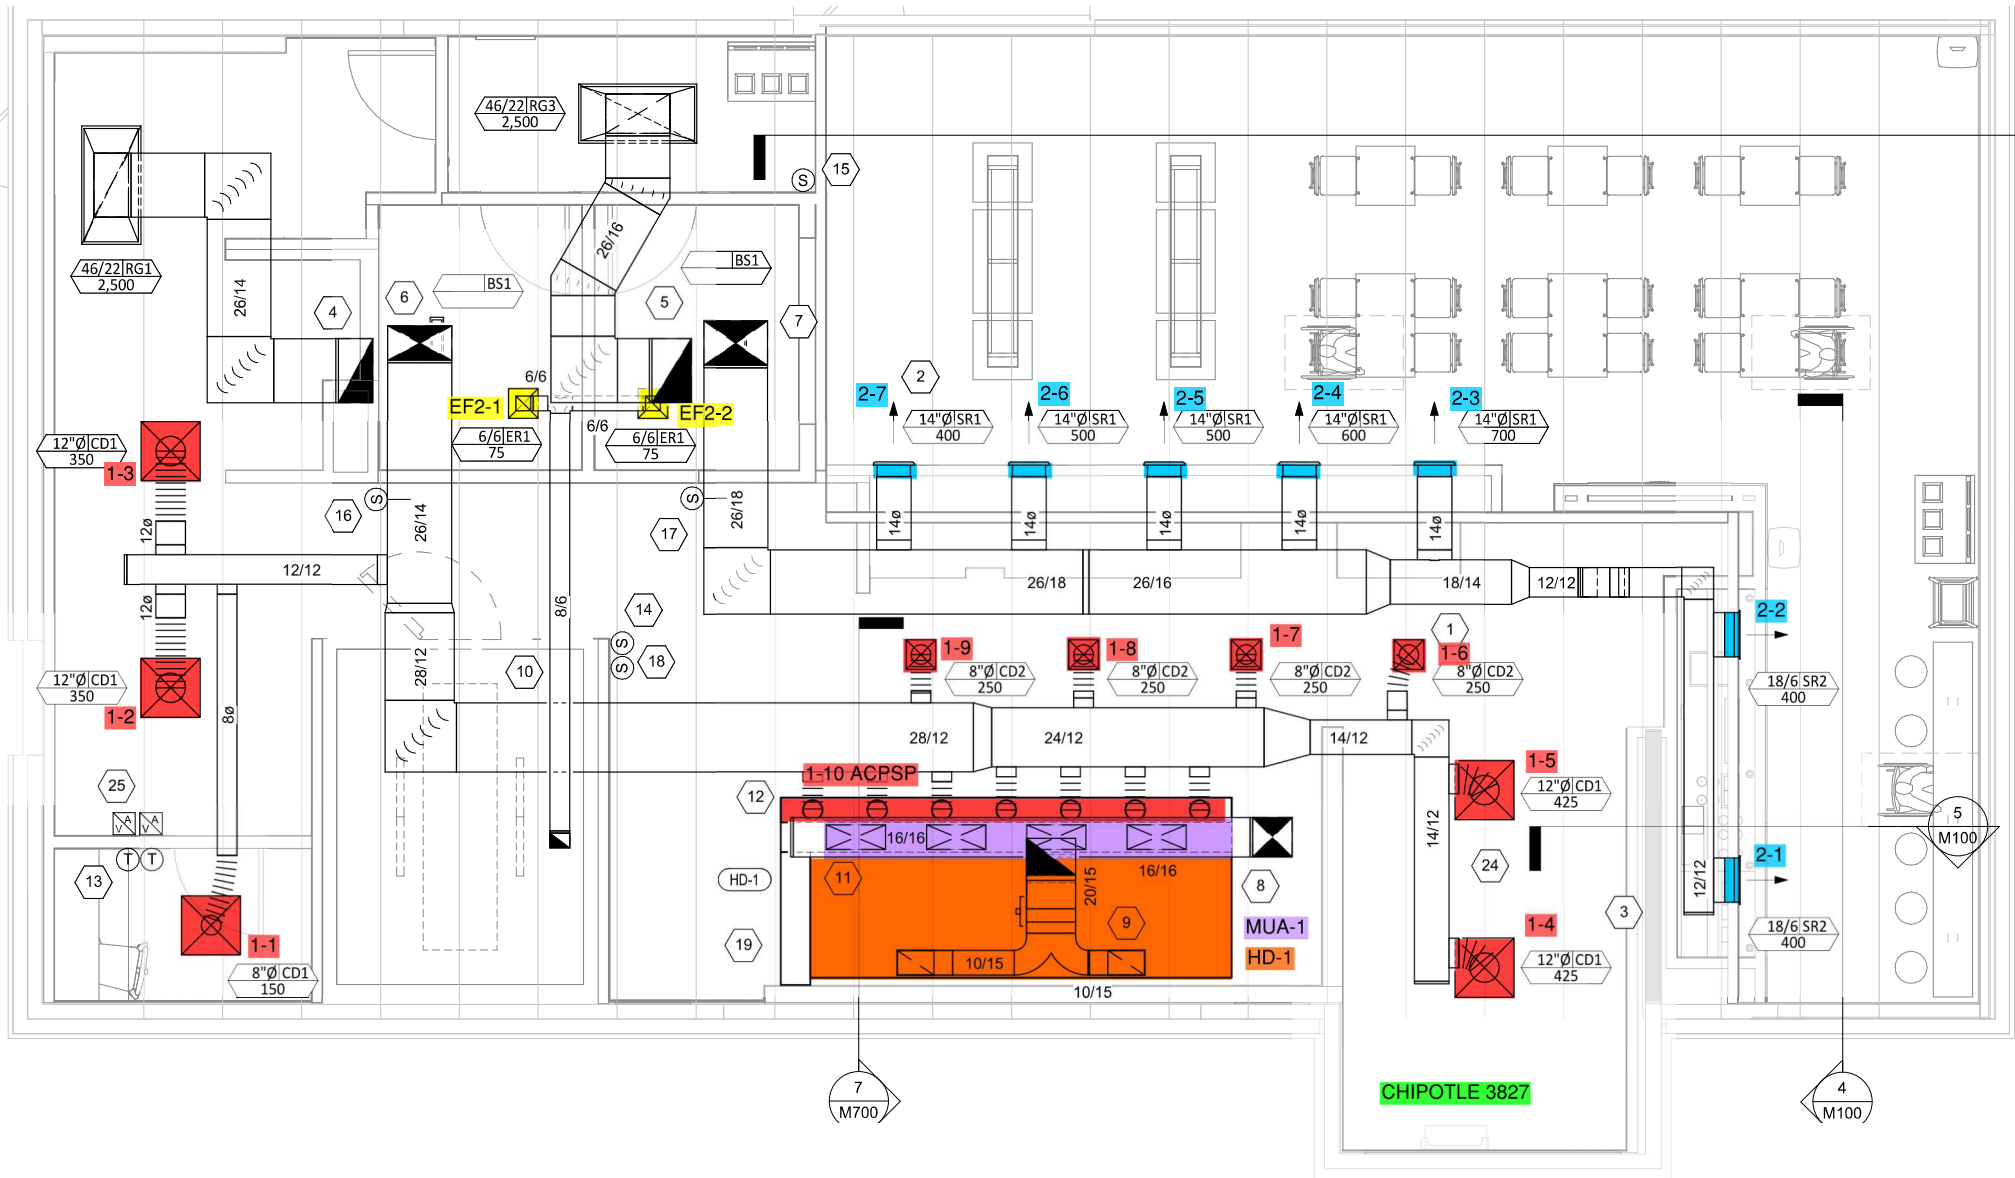 46/22 RG3
2,500
15
S
46/22 RG1
2,500
26/14
26/16
BS1
BS1
4
6
5
7
2
6/6
EF2-1
EF2-2
6/6
6/6 ER1
75
6/6 ER1
75
2-7
2-6
2-5
2-4
2-3
14"Ø SR1
400
14"Ø SR1
500
14"Ø SR1
500
14"Ø SR1
600
14"Ø SR1
700
12"Ø CD1
350
1-3
16
S
26/14
17
S
26/18
14ø
14ø
14ø
14ø
14ø
12ø
12/12
12ø
8/6
26/18
26/16
18/14
12/12
14
S
S
18
10
28/12
2-2
1
1-9
1-8
1-7
1-6
8"Ø CD2
250
8"Ø CD2
250
8"Ø CD2
250
8"Ø CD2
250
18/6 SR2
400
12"Ø CD1
350
1-2
8ø
28/12
24/12
14/12
1-10 ACPSP
1-5
12"Ø CD1
425
25
A
V
A
V
12
16/16
16/16
14/12
5
M100
T
T
13
HD-1
11
20/15
8
24
2-1
12/12
9
MUA-1
HD-1
3
1-4
1-1
8"Ø CD1
150
19
10/15
10/15
12"Ø CD1
425
18/6 SR2
400
7
M700
CHIPOTLE 3827
4
M100